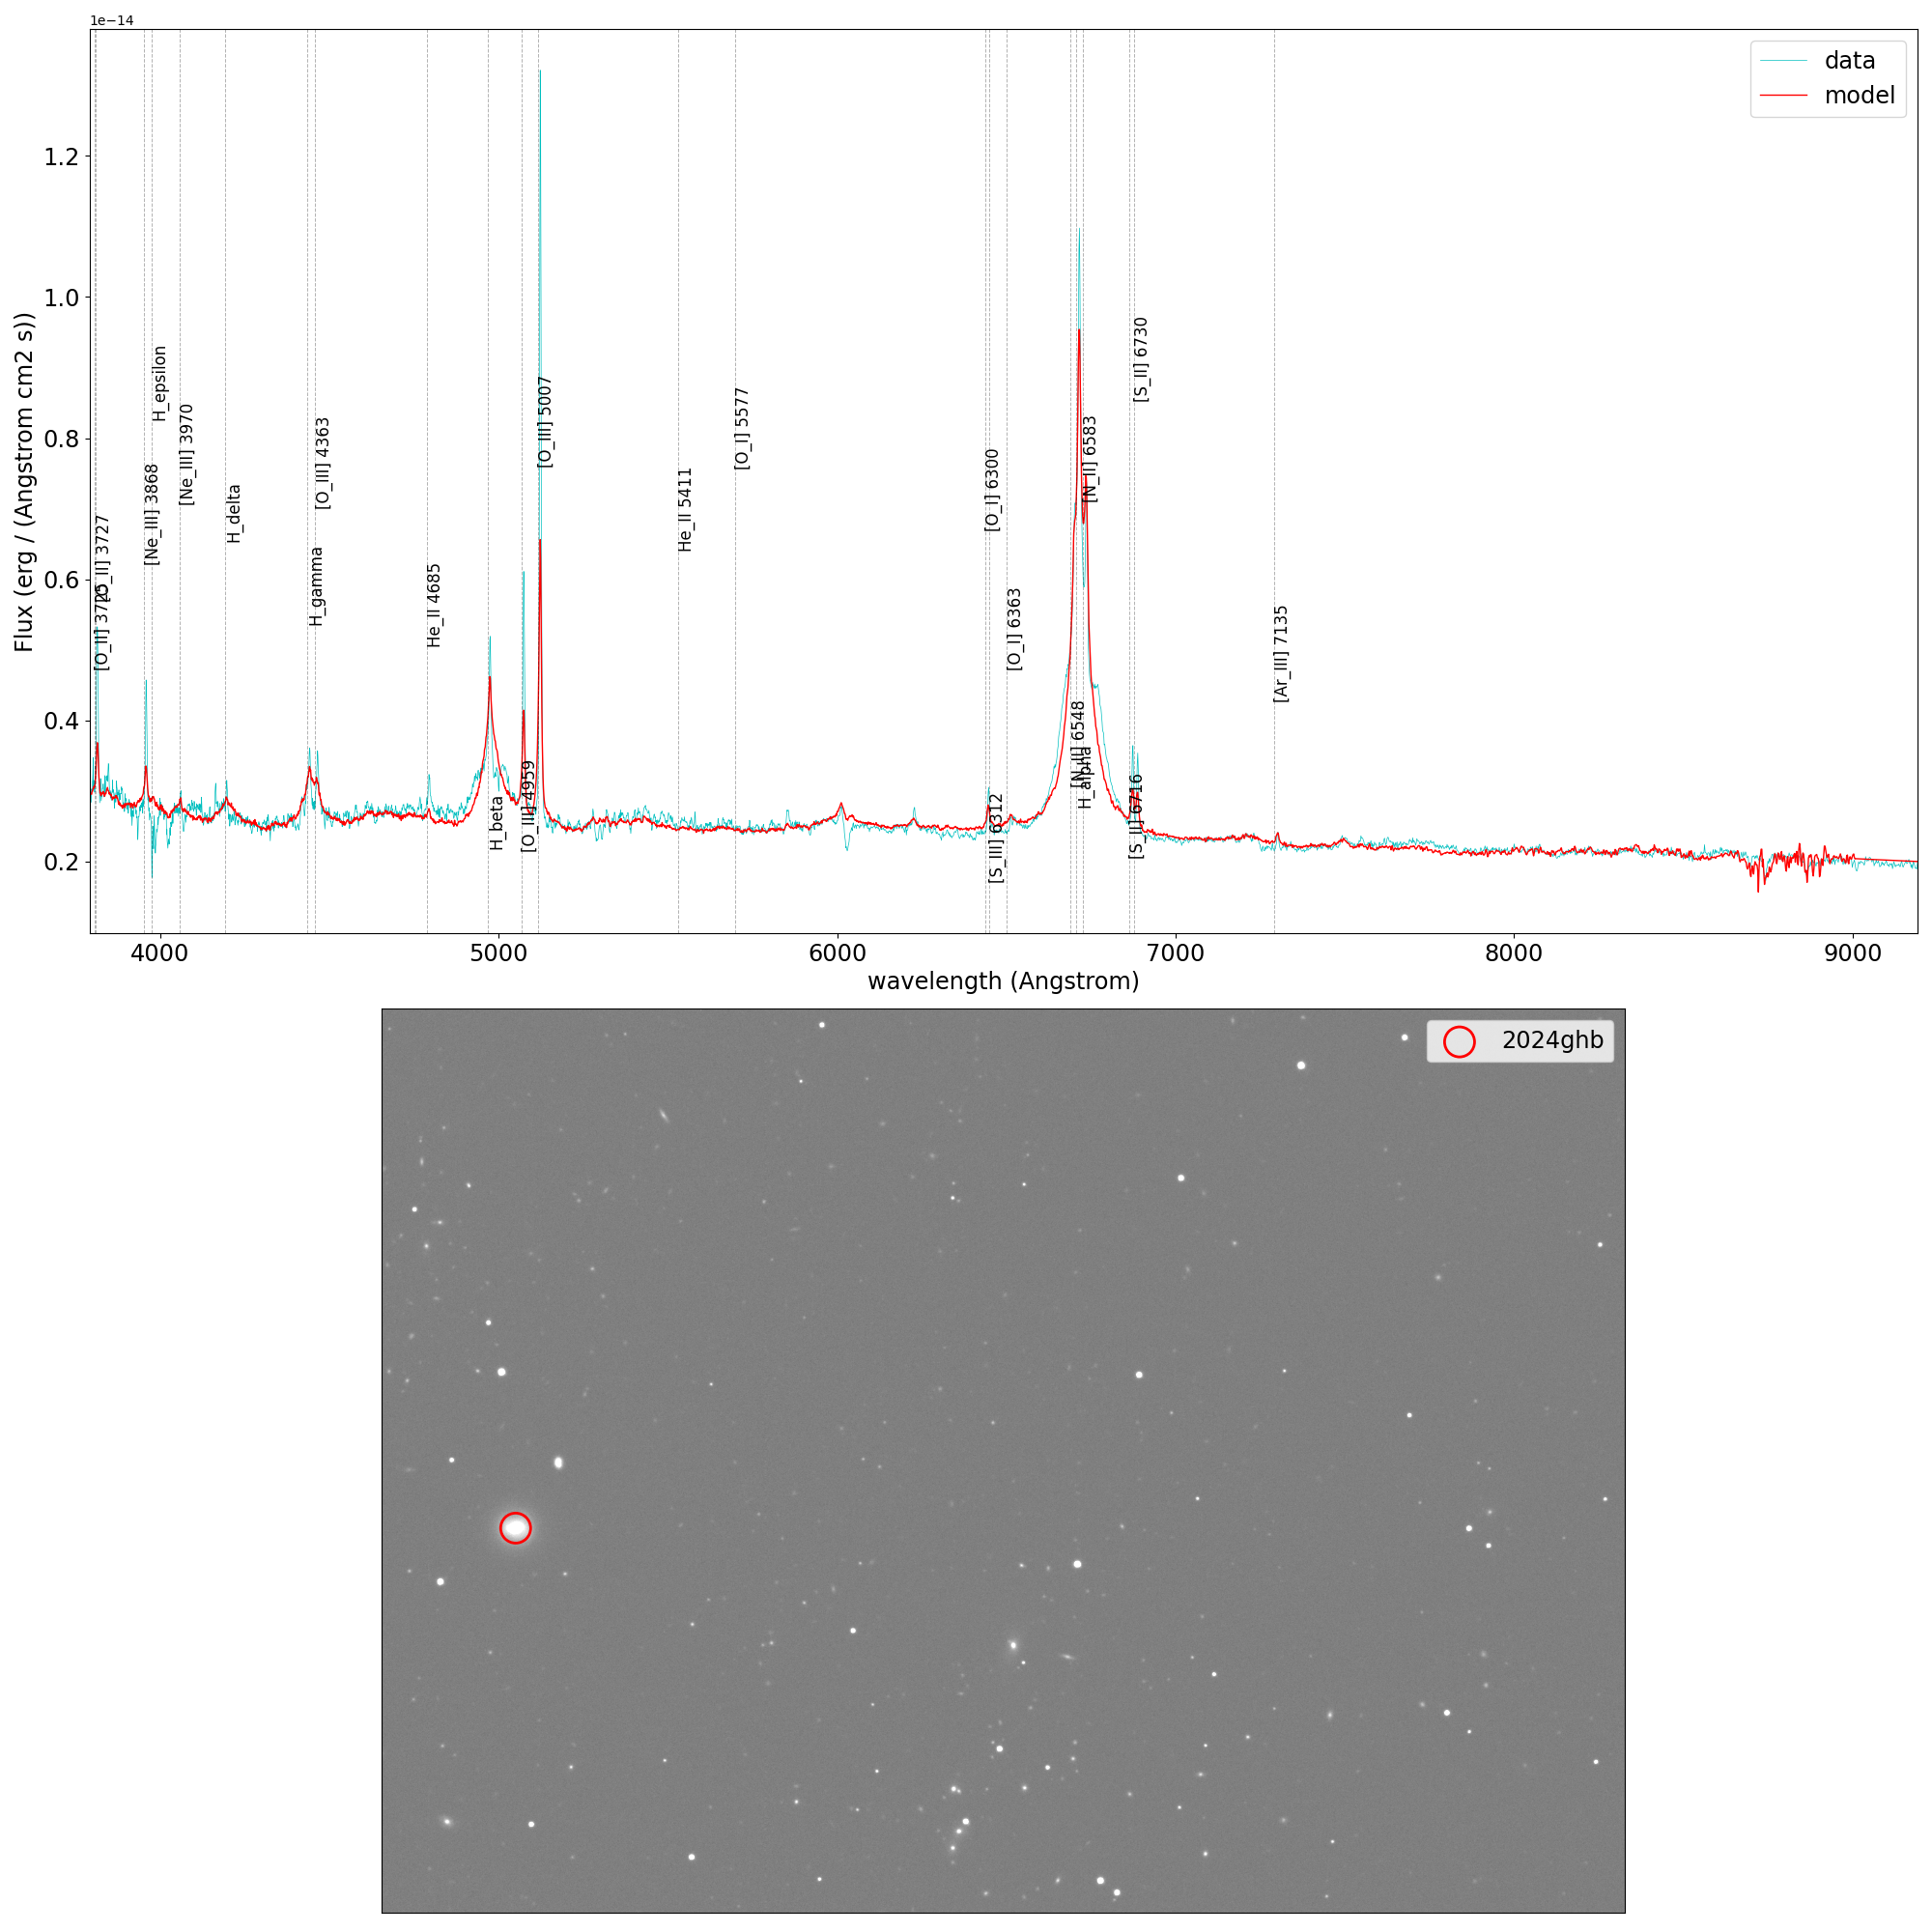 1e−14
data
model
1.2
1.0
0.8
0.6
0.4
0.2
Flux (erg / (Angstrom cm2 s))
[O_II] 3725
[O_II] 3727
[Ne_III] 3868
H_epsilon
[Ne_III] 3970
H_delta
H_gamma
[O_III] 4363
He_II 4685
H_beta
[O_III] 4959
[O_III] 5007
He_II 5411
[O_I] 5577
[O_I] 6300
[S_III] 6312
[O_I] 6363
[N_II] 6548
H_alpha
[N_II] 6583
[S_II] 6716
[S_II] 6730
[Ar_III] 7135
4000 5000 6000 7000 8000 9000
wavelength (Angstrom)
2024ghb